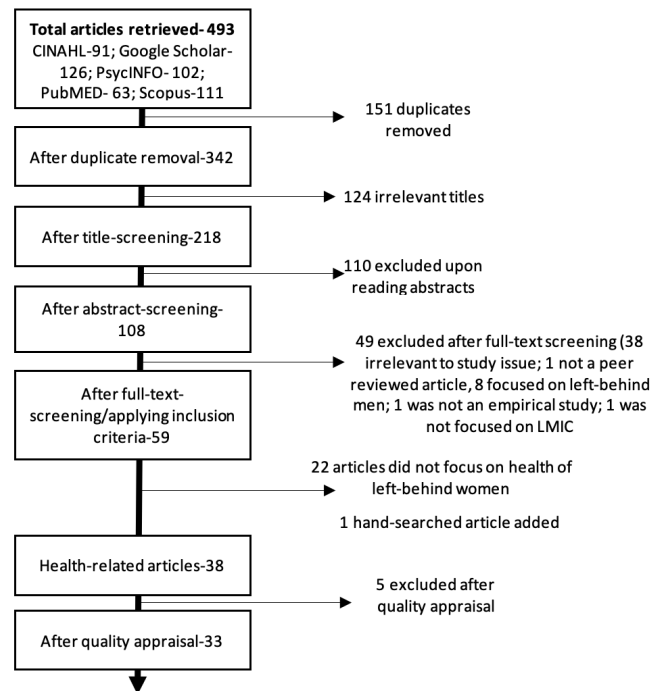 Total articles retrieved- 493
CINAHL-91; Google Scholar-
126; PsycINFO- 102;
PubMED- 63; Scopus-111
151 duplicates
removed
After duplicate removal-342
124 irrelevant titles
After title-screening-218
110 excluded upon
reading abstracts
After abstract-screening-
108
49 excluded after full-text screening (38
irrelevant to study issue; 1 not a peer
reviewed article, 8 focused on left-behind
men; 1 was not an empirical study; 1 was
not focused on LMIC
After full-text-
screening/applying inclusion
criteria-59
22 articles did not focus on health of
left-behind women
1 hand-searched article added
Health-related articles-38
5 excluded after
quality appraisal
After quality appraisal-33